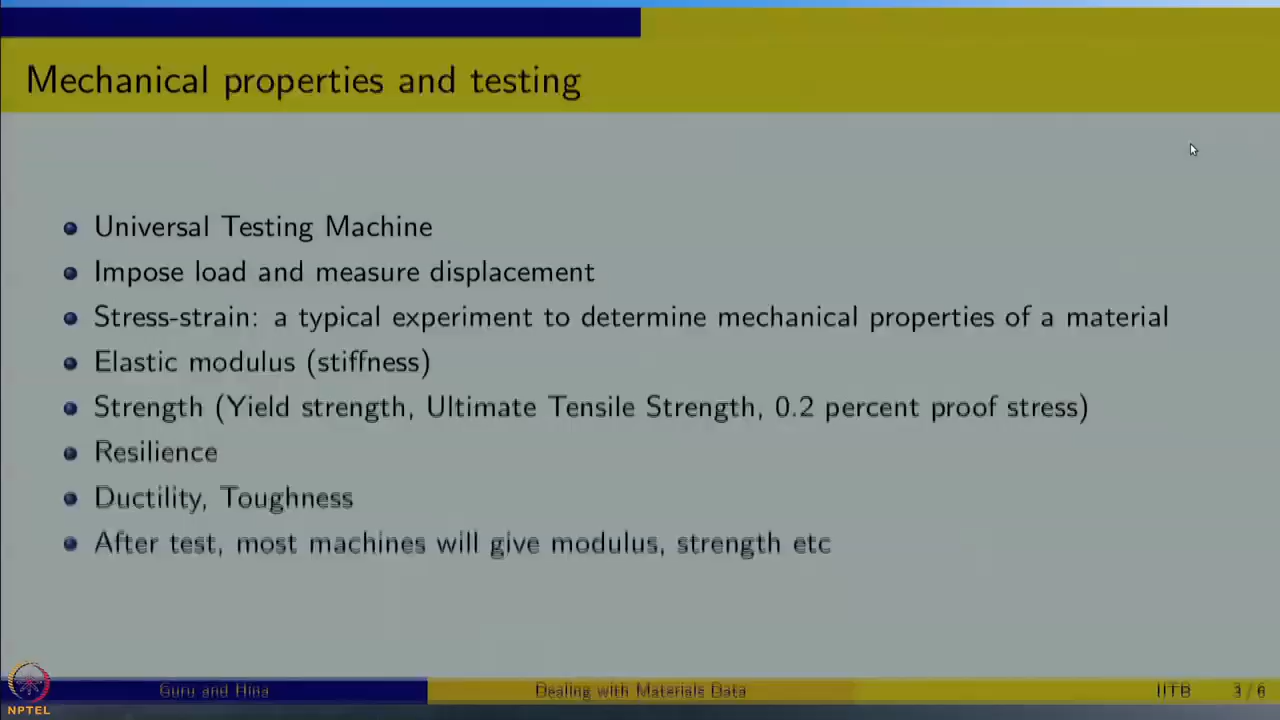 Mechanical properties and testing
Universal Testing Machine
Impose load and measure displacement
Stress-strain: a typical experiment to determine mechanical properties of a material
Elastic modulus (stiffness)
Strength (Yield strength, Ultimate Tensile Strength, 0.2 percent proof stress)
Resilience
Ductility, Toughness
After test, most machines will give modulus, strength etc
Guru and Hina Dealing with Materials Data IITB 3 / 6
NPTEL